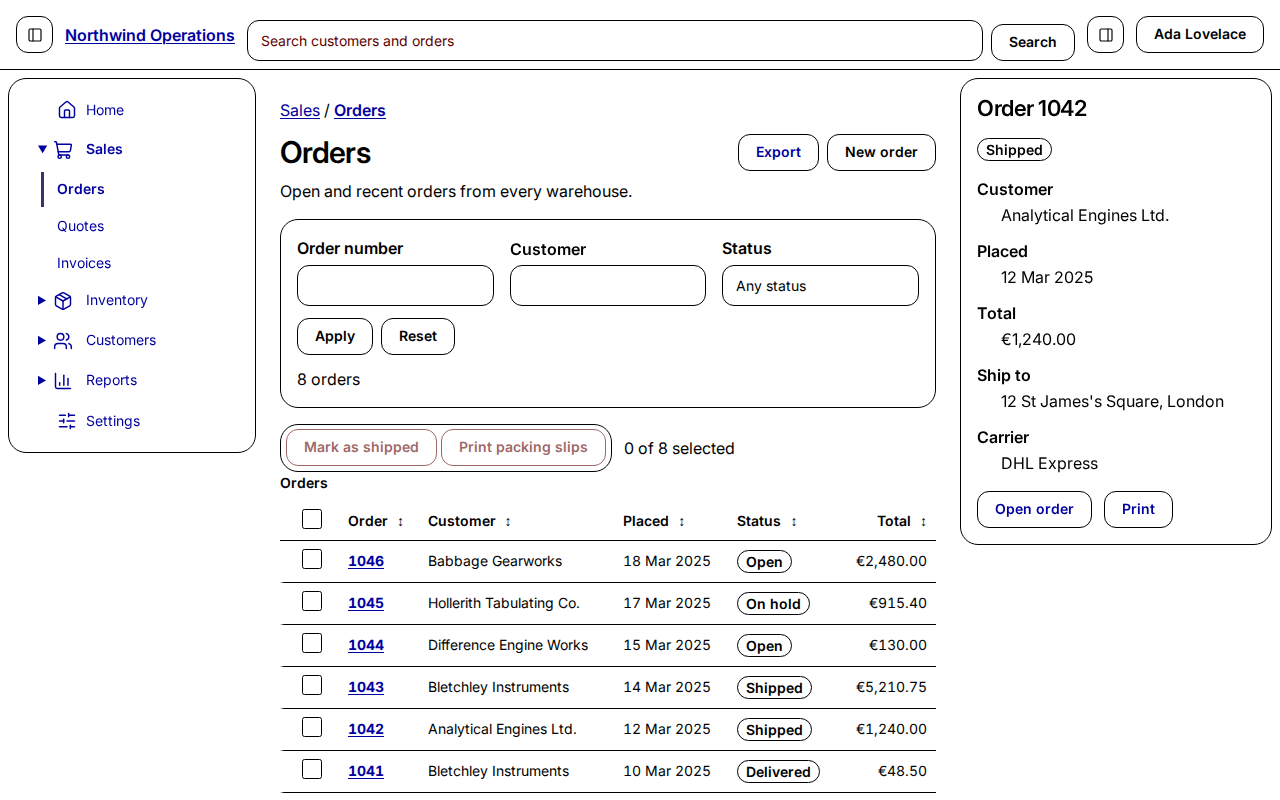 Northwind Operations
Search customers and orders
Search
Ada Lovelace
Home
Sales
Orders
Quotes
Invoices
Inventory
Customers
Reports
Settings
Sales / Orders
Orders
Export
New order
Open and recent orders from every warehouse.
Order number
Customer
Status
Any status
Apply
Reset
8 orders
Mark as shipped
Print packing slips
0 of 8 selected
Orders
Order ↕ Customer ↕ Placed ↕ Status ↕ Total ↕
1046 Babbage Gearworks 18 Mar 2025 Open €2,480.00
1045 Hollerith Tabulating Co. 17 Mar 2025 On hold €915.40
1044 Difference Engine Works 15 Mar 2025 Open €130.00
1043 Bletchley Instruments 14 Mar 2025 Shipped €5,210.75
1042 Analytical Engines Ltd. 12 Mar 2025 Shipped €1,240.00
1041 Bletchley Instruments 10 Mar 2025 Delivered €48.50
Order 1042
Shipped
Customer
Analytical Engines Ltd.
Placed
12 Mar 2025
Total
€1,240.00
Ship to
12 St James's Square, London
Carrier
DHL Express
Open order
Print